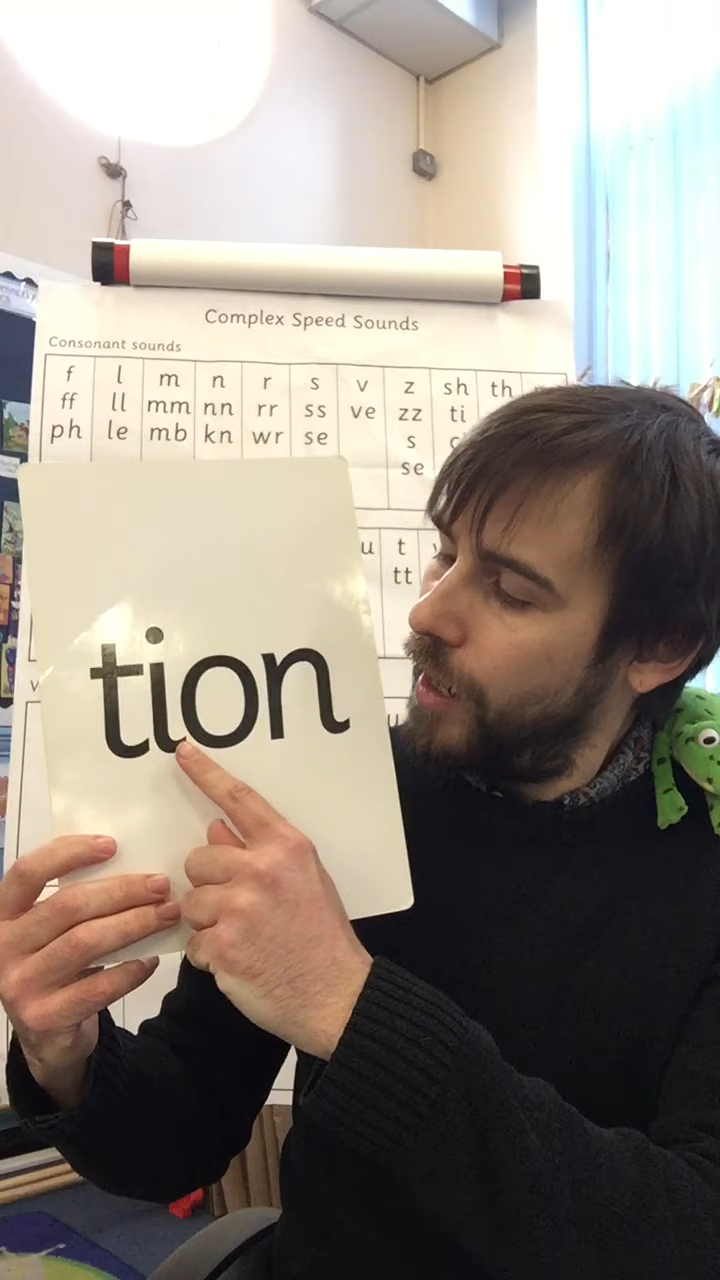 Complex Speed Sounds
Consonant sounds
f l m n r s v z sh th
ff ll mm nn rr ss ve zz ti
ph le mb kn wr se s c
se
u t
tt
tion
u